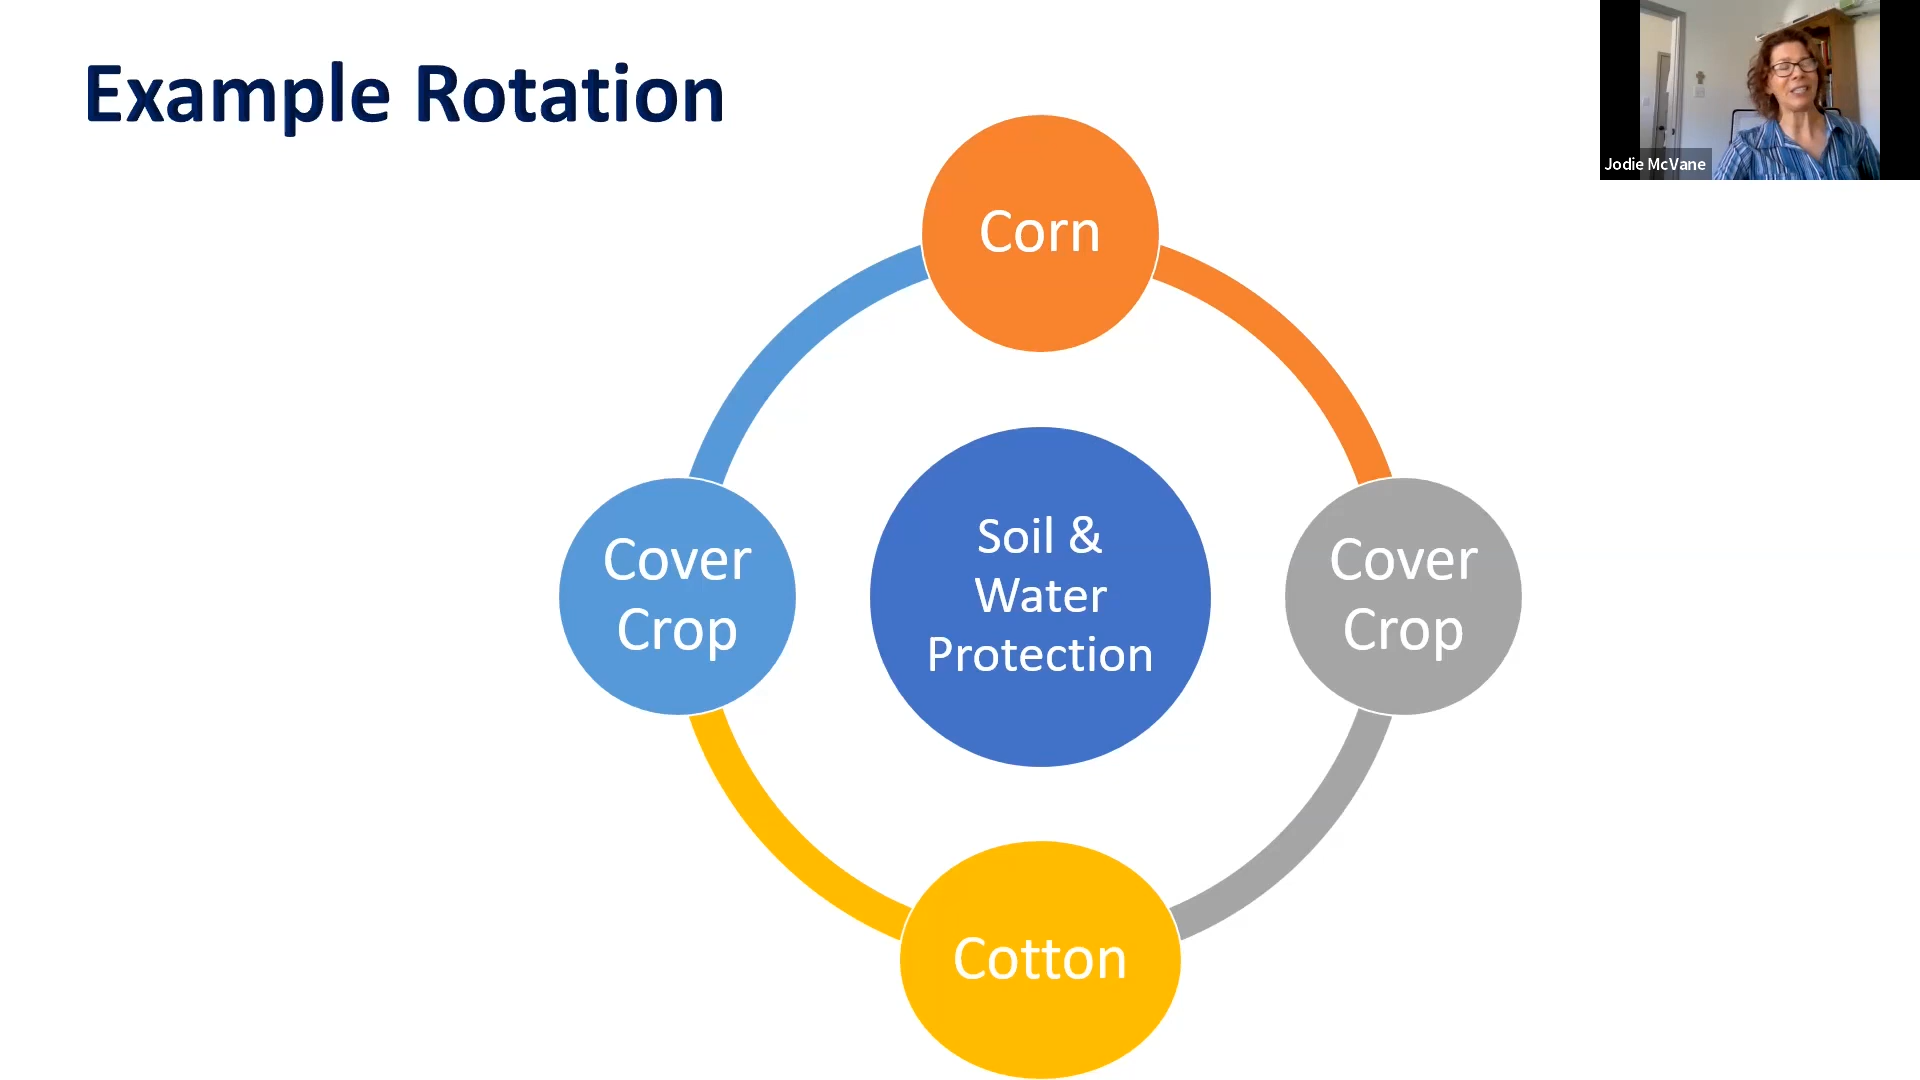 Example Rotation
Jodie McVane
Corn
Cover
Crop
Soil &
Water
Protection
Cover
Crop
Cotton